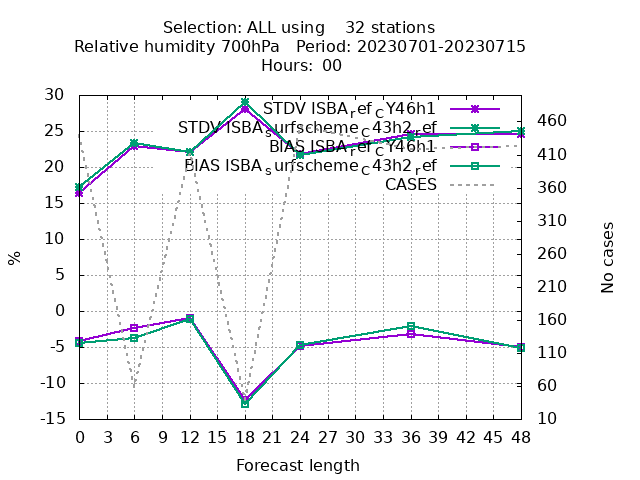 Selection: ALL using    32 stations
Relative humidity 700hPa   Period: 20230701-20230715
Hours: 00
30
25
20
15
10
5
0
-5
-10
-15
%
STDV ISBA_ref_CY46h1
STDV ISBA_surfscheme_C43h2_ref
BIAS ISBA_ref_CY46h1
BIAS ISBA_surfscheme_C43h2_ref
CASES
460
410
360
310
260
210
160
110
60
10
No cases
0 3 6 9 12 15 18 21 24 27 30 33 36 39 42 45 48
Forecast length